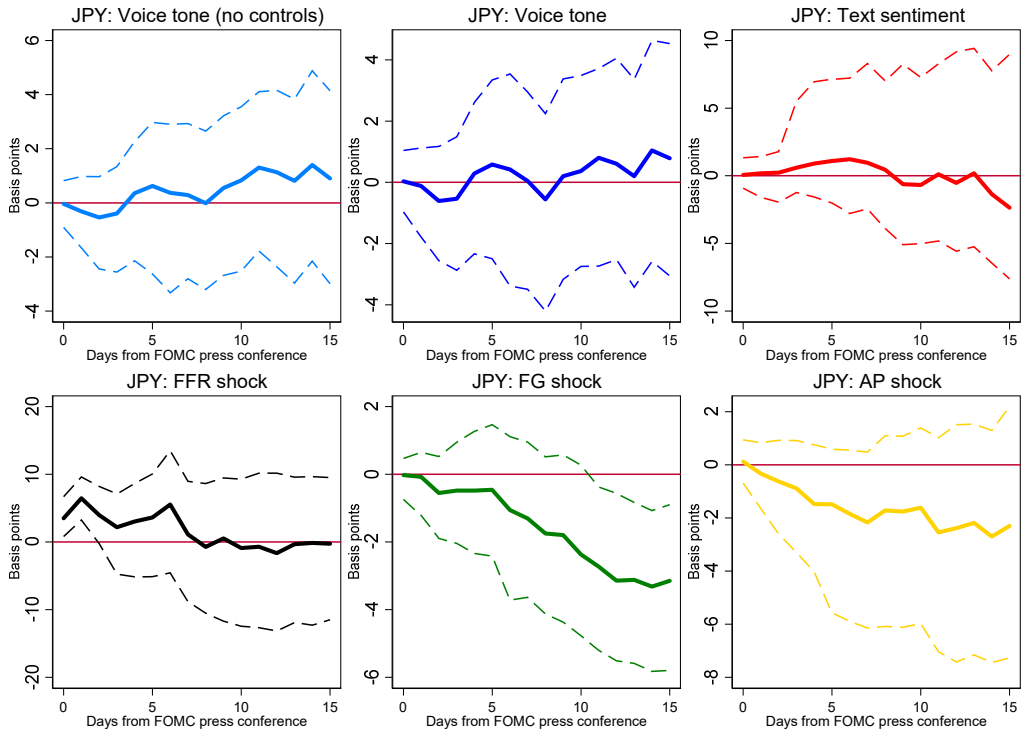 JPY: Voice tone (no controls)
6
4
2
0
-2
-4
Basis points
0 5 10 15
Days from FOMC press conference
JPY: Voice tone
4
2
0
-2
-4
Basis points
0 5 10 15
Days from FOMC press conference
JPY: Text sentiment
10
5
0
-5
-10
Basis points
0 5 10 15
Days from FOMC press conference
JPY: FFR shock
20
10
0
-10
-20
Basis points
0 5 10 15
Days from FOMC press conference
JPY: FG shock
2
0
-2
-4
-6
Basis points
0 5 10 15
Days from FOMC press conference
JPY: AP shock
2
0
-2
-4
-6
-8
Basis points
0 5 10 15
Days from FOMC press conference